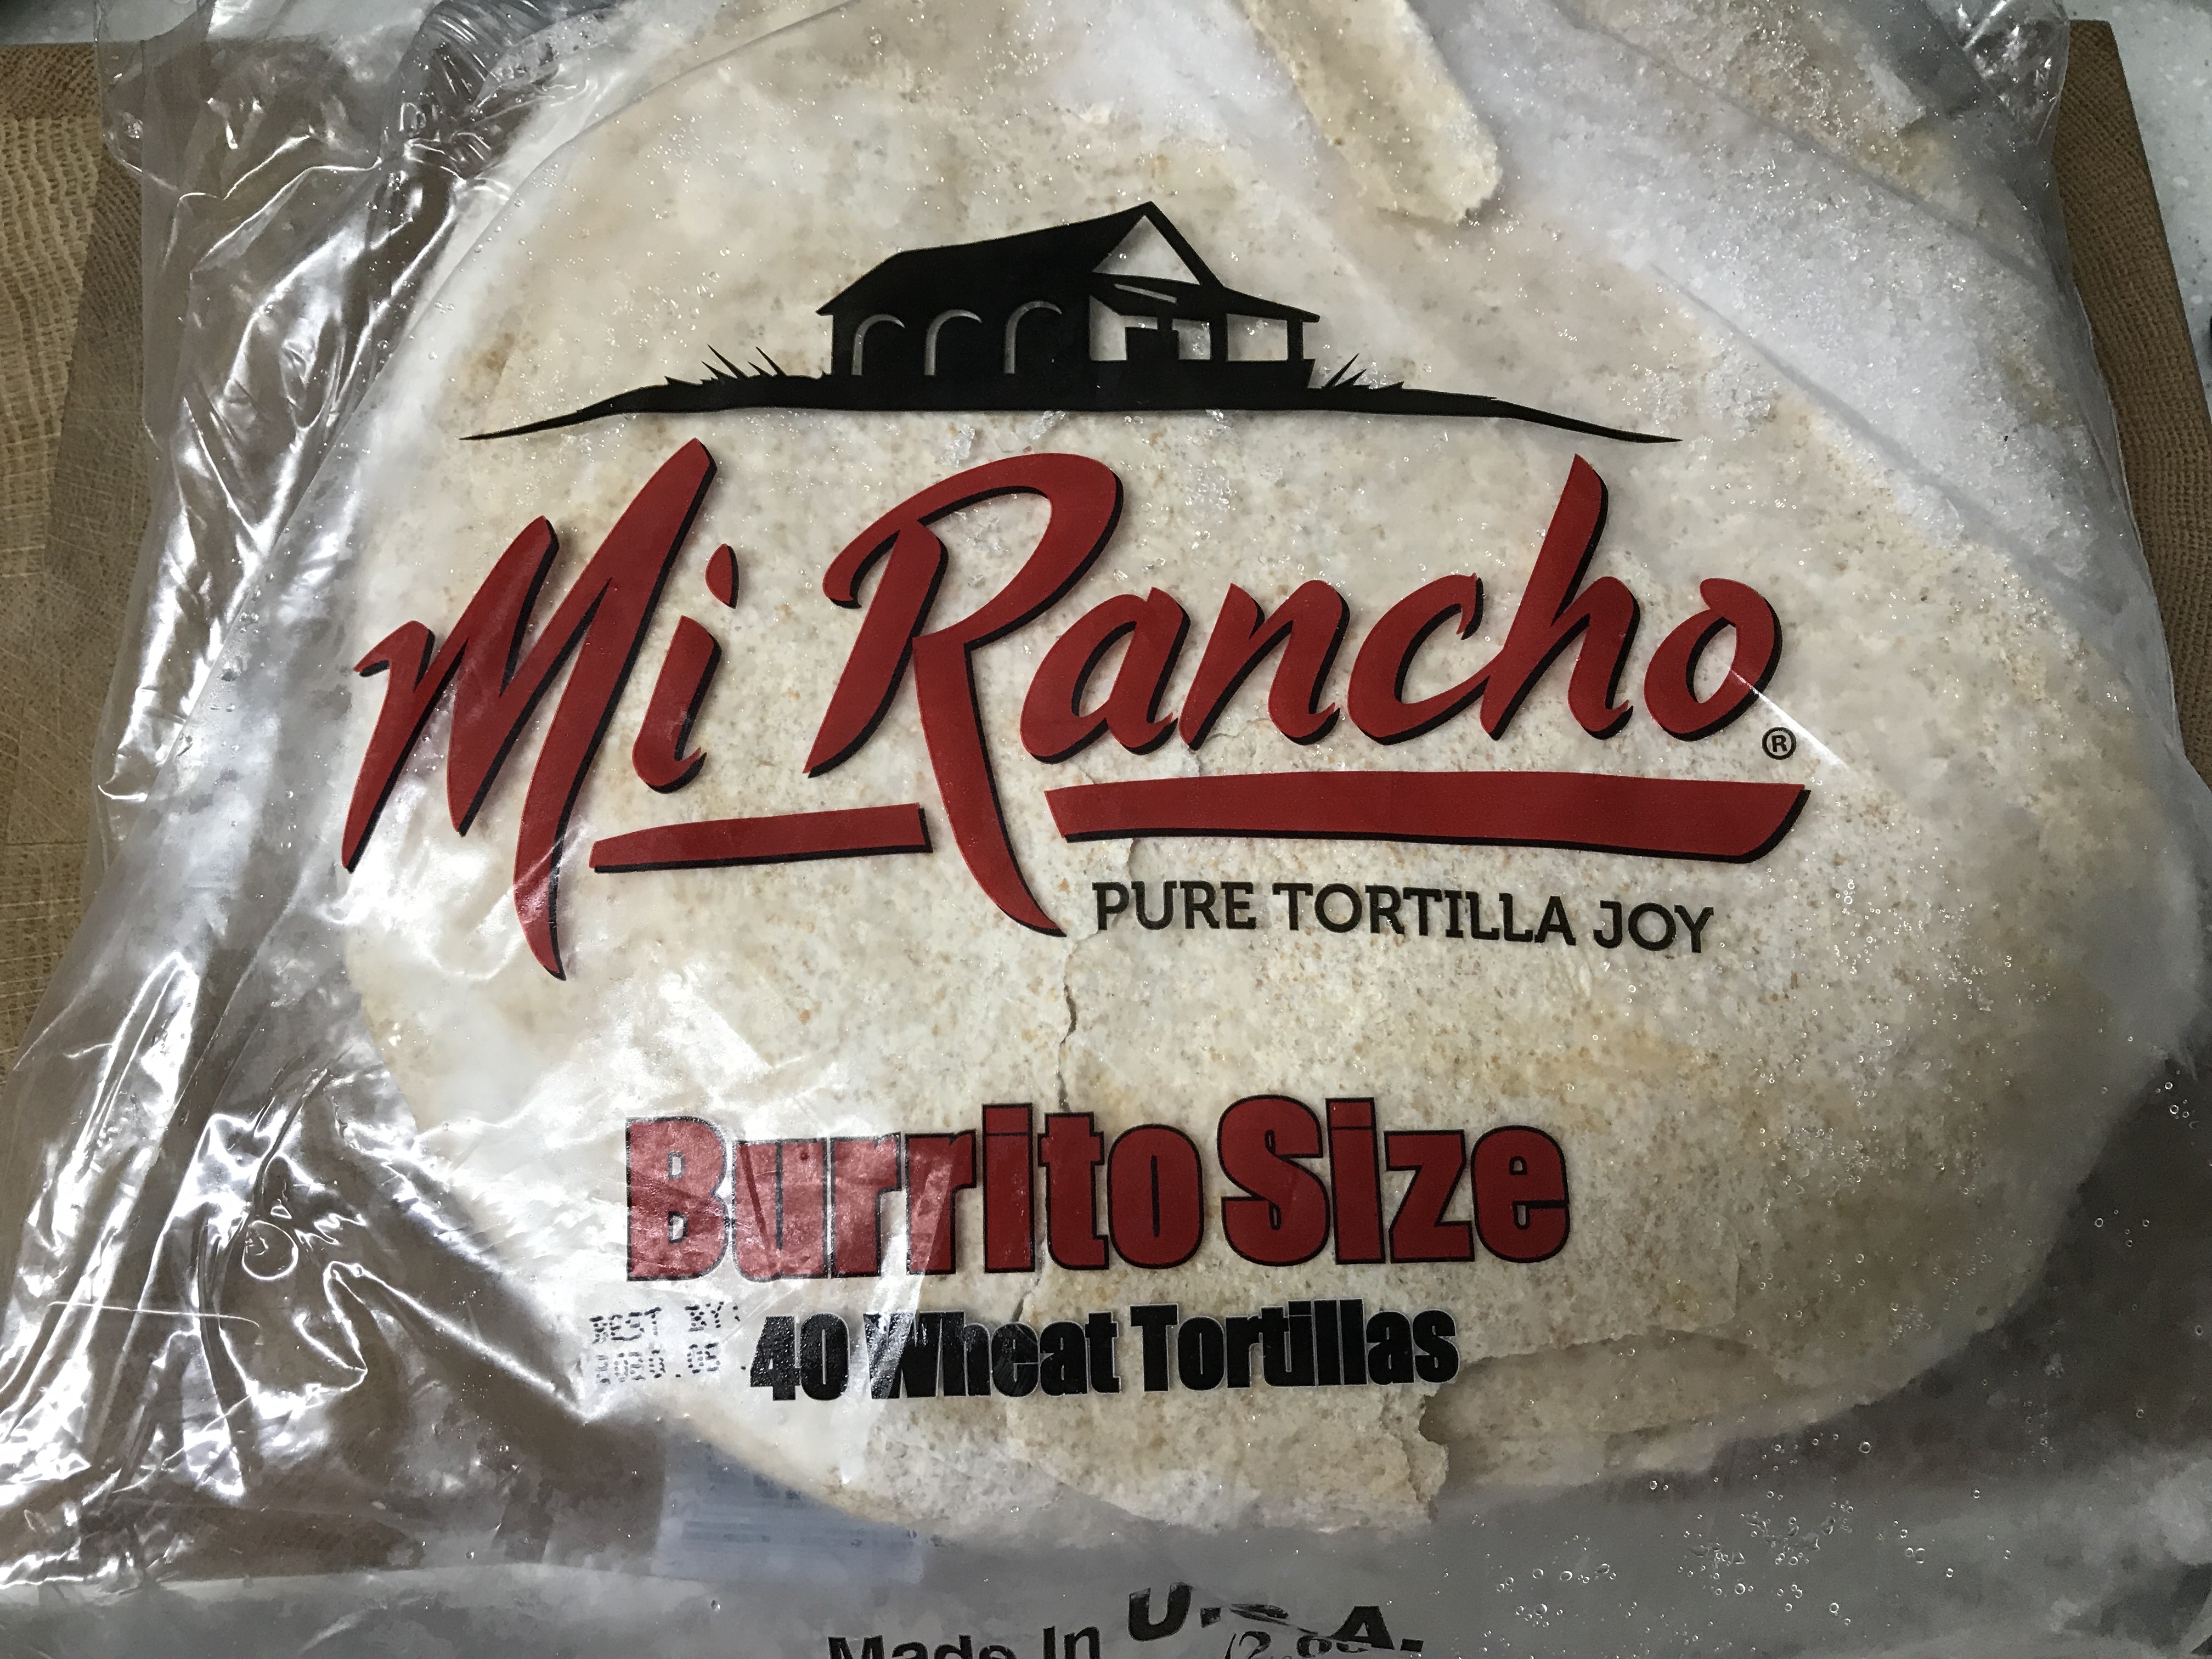 Mi Rancho ®
PURE TORTILLA JOY
Burrito Size
BEST BY:
40 Wheat Tortillas
Made In U.S.A.